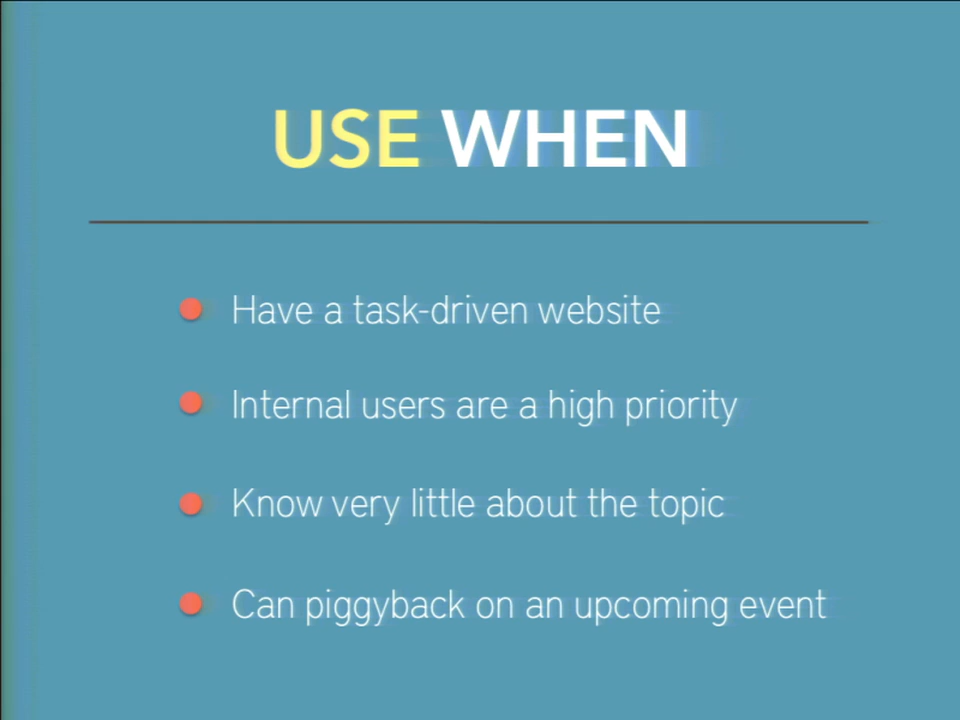 USE WHEN
Have a task-driven website
Internal users are a high priority
Know very little about the topic
Can piggyback on an upcoming event